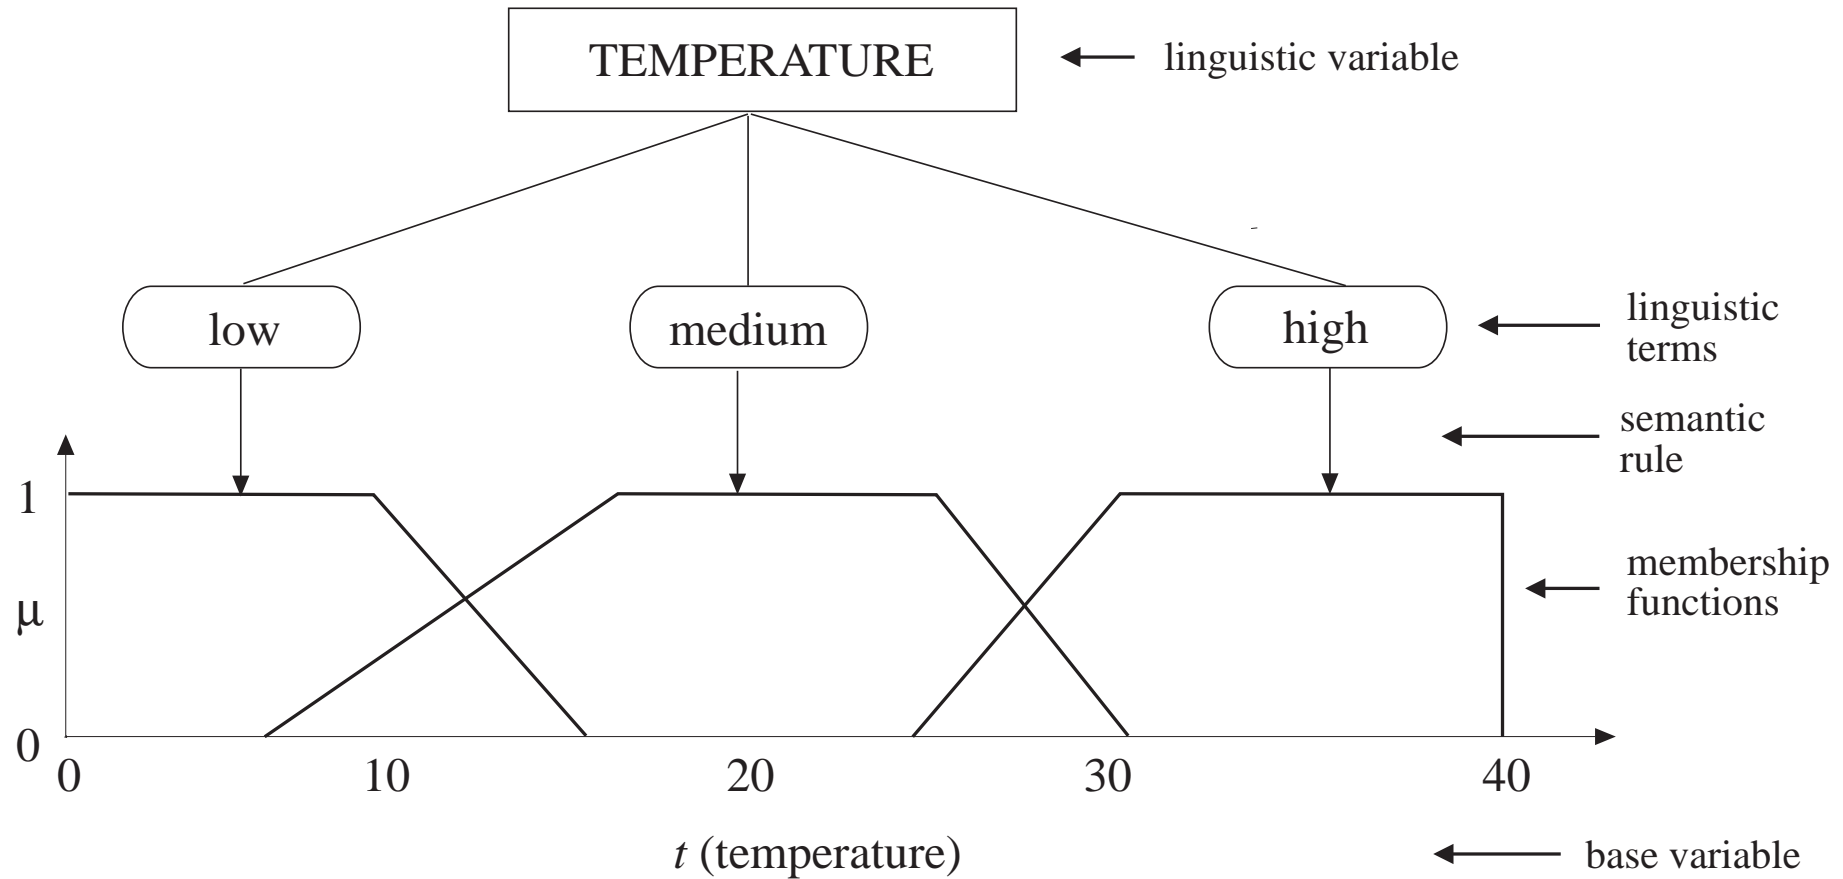 TEMPERATURE
linguistic variable
low
medium
high
linguistic
terms
semantic
rule
1
membership
functions
μ
0
0 10 20 30 40
t (temperature)
base variable